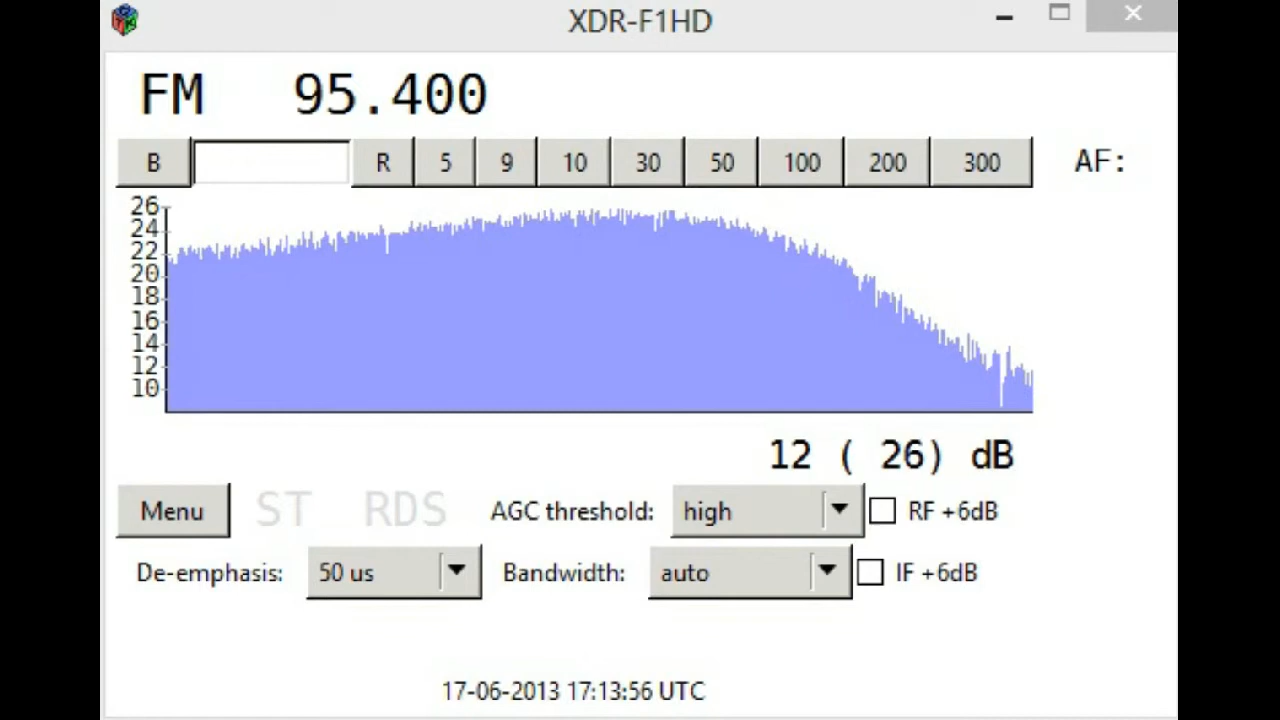 XDR-F1HD
FM 95.400
B R 5 9 10 30 50 100 200 300 AF:
26
24
22
20
18
16
14
12
10
12 ( 26) dB
Menu ST RDS AGC threshold: high RF +6dB
De-emphasis: 50 us Bandwidth: auto IF +6dB
17-06-2013 17:13:56 UTC